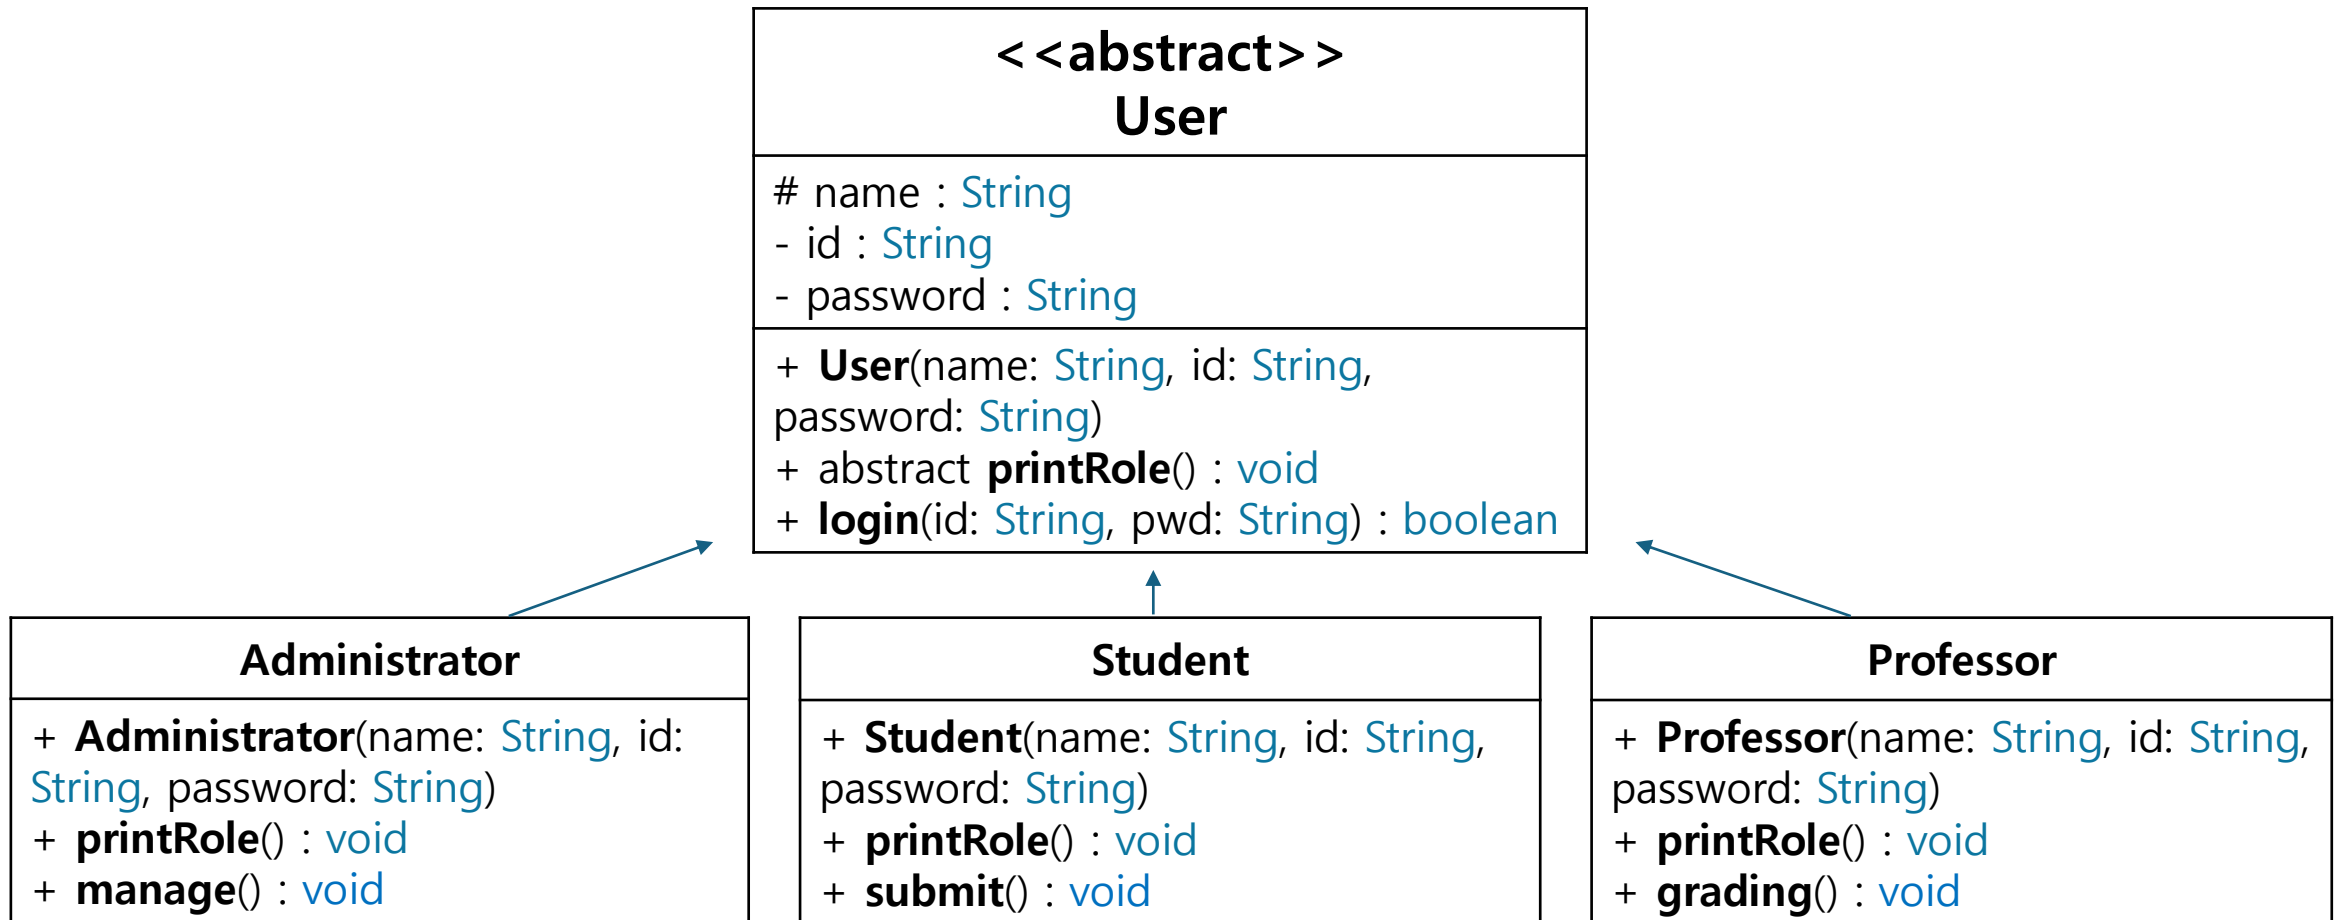 <<abstract>>
User
# name : String
- id : String
- password : String
+ User(name: String, id: String,
password: String)
+ abstract printRole() : void
+ login(id: String, pwd: String) : boolean
Administrator
+ Administrator(name: String, id:
String, password: String)
+ printRole() : void
+ manage() : void
Student
+ Student(name: String, id: String,
password: String)
+ printRole() : void
+ submit() : void
Professor
+ Professor(name: String, id: String,
password: String)
+ printRole() : void
+ grading() : void